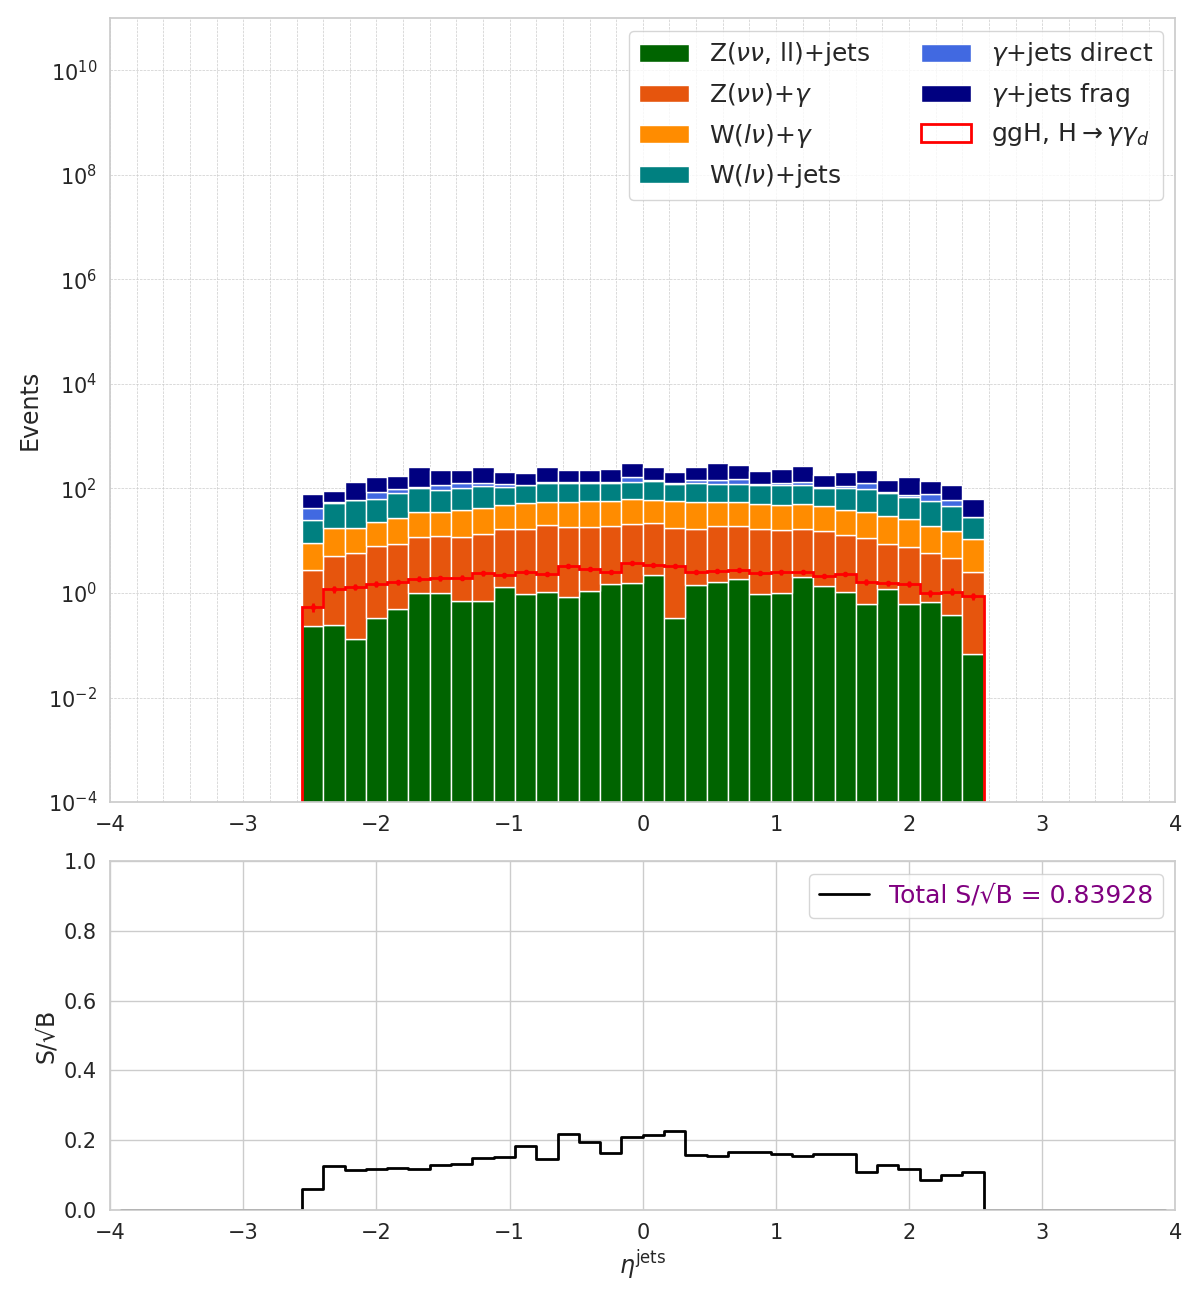 Z(νν, ll)+jets
Z(νν)+γ
W(lν)+γ
W(lν)+jets
γ+jets direct
γ+jets frag
ggH, H→γγ_d
Events
10^10
10^8
10^6
10^4
10^2
10^0
10^−2
10^−4
−4 −3 −2 −1 0 1 2 3 4
Total S/√B = 0.83928
S/√B
1.0
0.8
0.6
0.4
0.2
0.0
−4 −3 −2 −1 0 1 2 3 4
η^jets